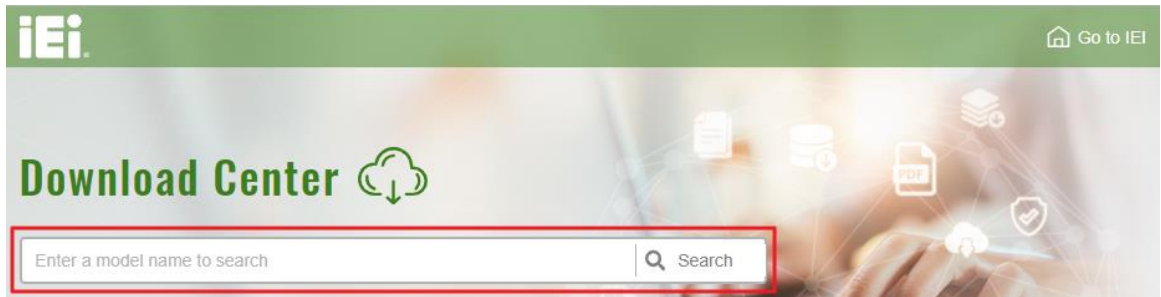 iEi.
Go to IEI
Download Center
Enter a model name to search
Search
PDF